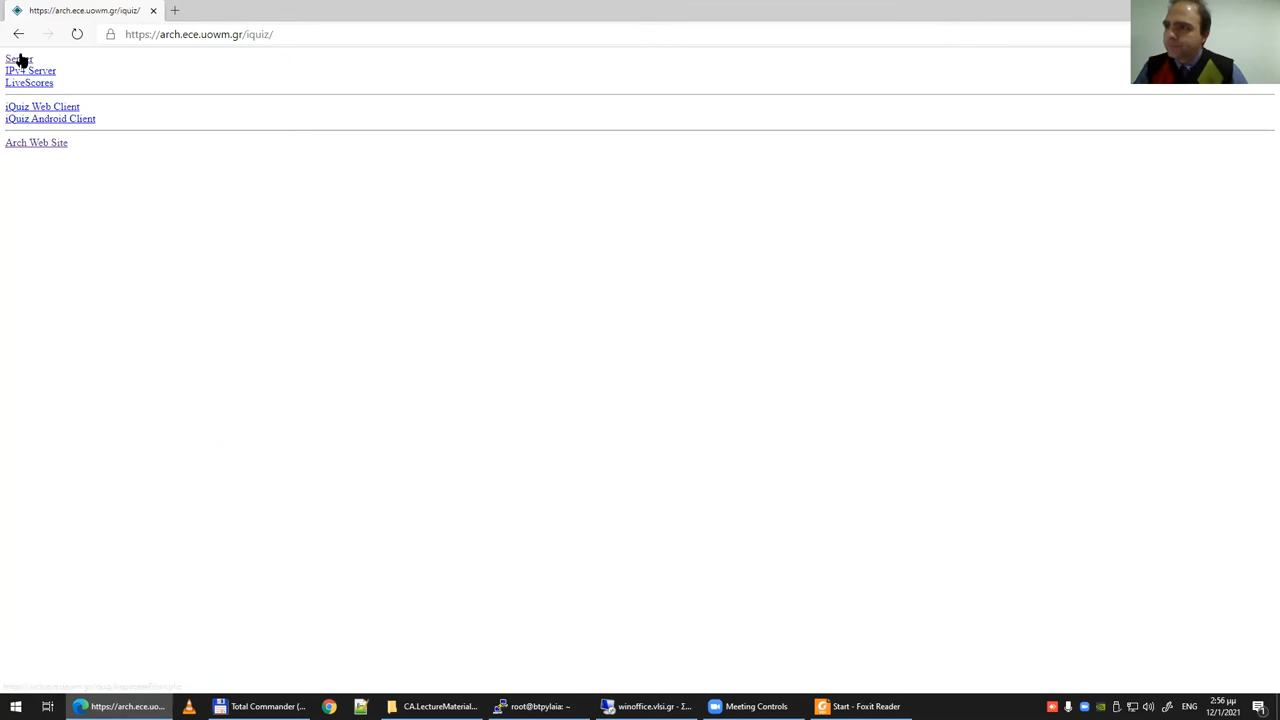 https://arch.ece.uowm.gr/iquiz/
https://arch.ece.uowm.gr/iquiz/
Server
IPv4 Server
LiveScores
iQuiz Web Client
iQuiz Android Client
Arch Web Site
https://arch.ece.uo...
Total Commander (...
CA.LectureMaterial...
root@btpylaia: ~
winoffice.vlsi.gr - Σ...
Meeting Controls
Start - Foxit Reader
ENG
2:56 μμ
12/1/2021